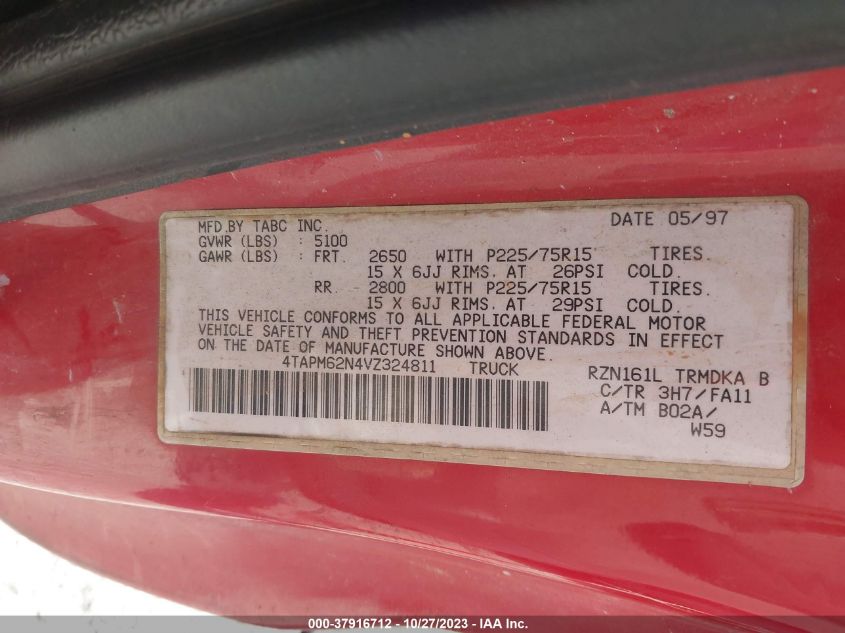 MFD.BY TABC INC. DATE 05/97
GVWR (LBS) : 5100
GAWR (LBS) : FRT. 2650 WITH P225/75R15 TIRES.
15 X 6JJ RIMS. AT 26PSI COLD.
RR 2800 WITH P225/75R15 TIRES.
15 X 6JJ RIMS. AT 29PSI COLD.
THIS VEHICLE CONFORMS TO ALL APPLICABLE FEDERAL MOTOR
VEHICLE SAFETY AND THEFT PREVENTION STANDARDS IN EFFECT
ON THE DATE OF MANUFACTURE SHOWN ABOVE.
4TAPM62N4VZ324811 TRUCK RZN161L TRMDKA B
C/TR 3H7/FA11
A/TM B02A/
W59
000-37916712 - 10/27/2023 - IAA Inc.